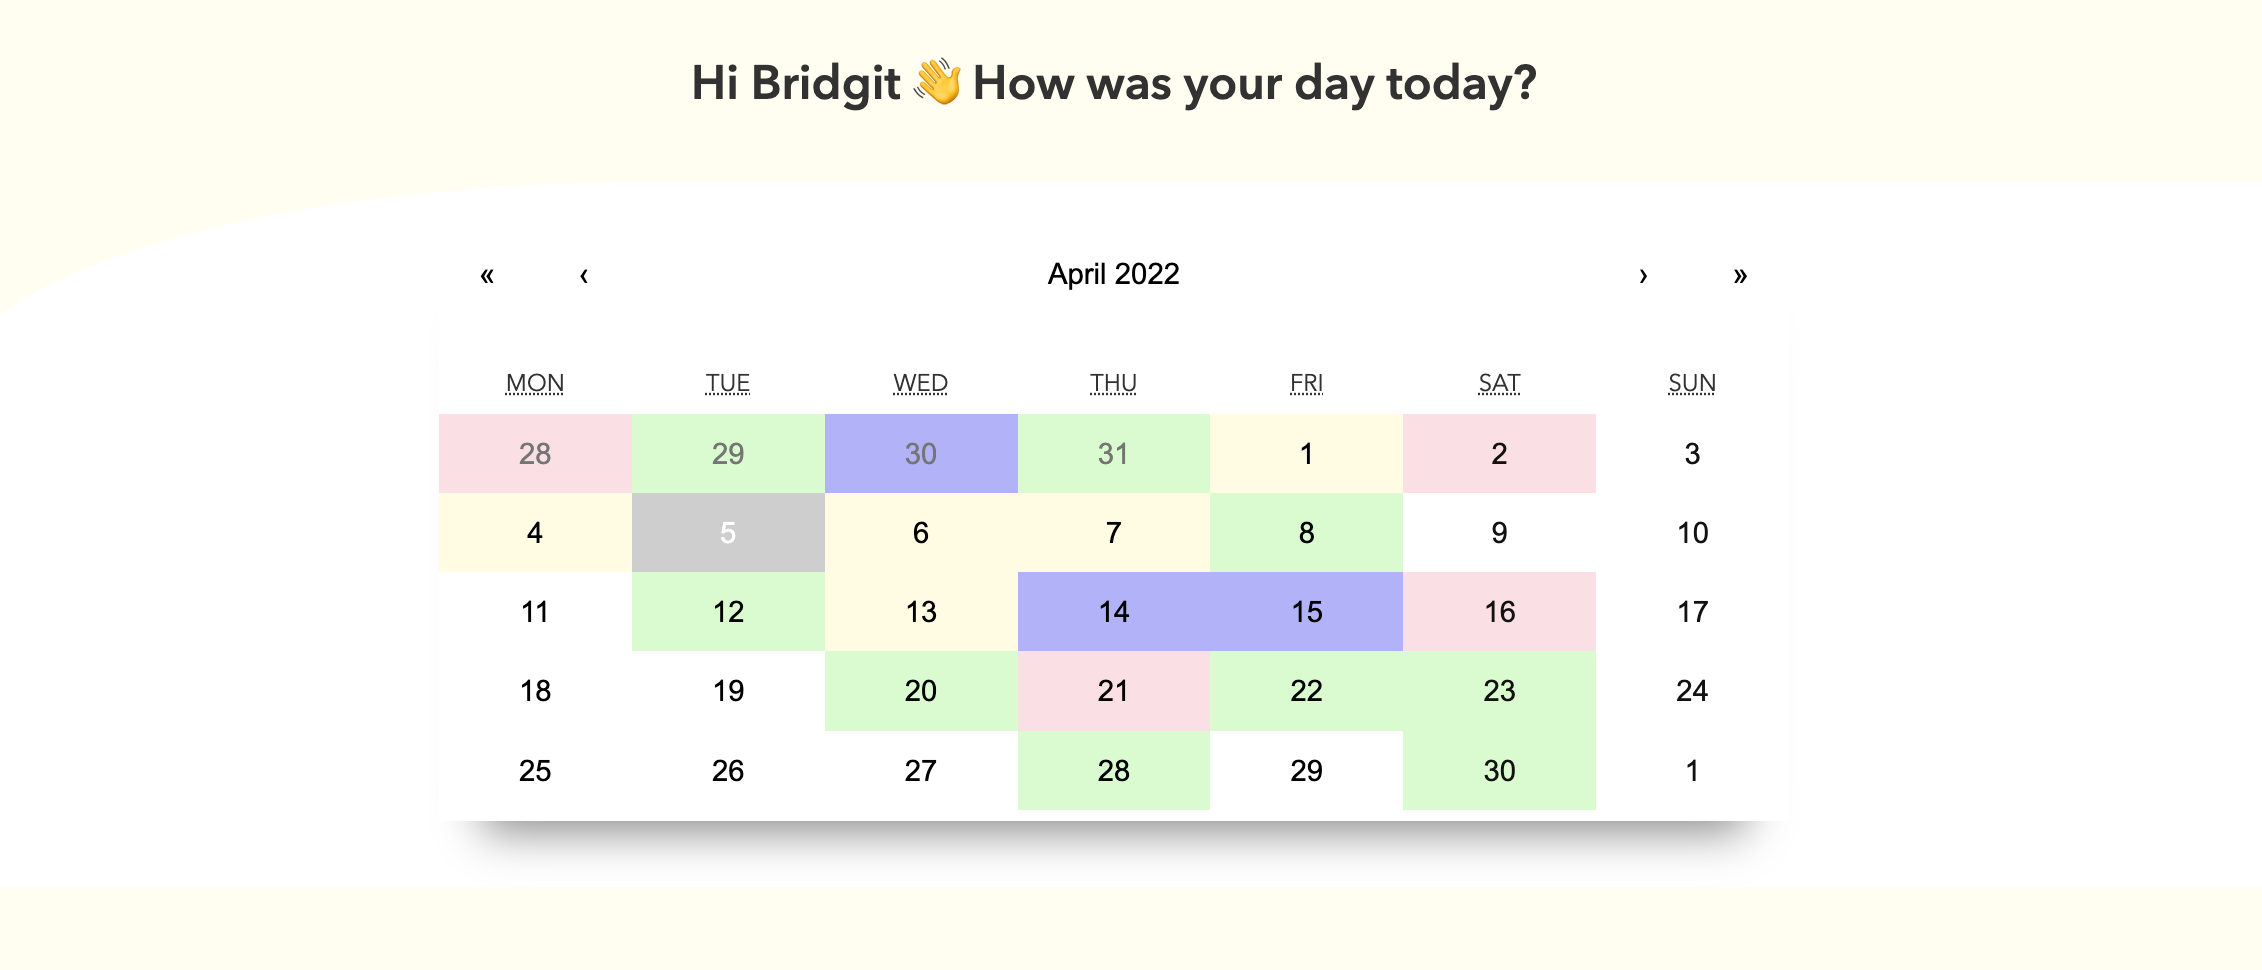 Hi Bridgit 👋 How was your day today?
« ‹ April 2022 › »
MON TUE WED THU FRI SAT SUN
28 29 30 31 1 2 3
4 5 6 7 8 9 10
11 12 13 14 15 16 17
18 19 20 21 22 23 24
25 26 27 28 29 30 1